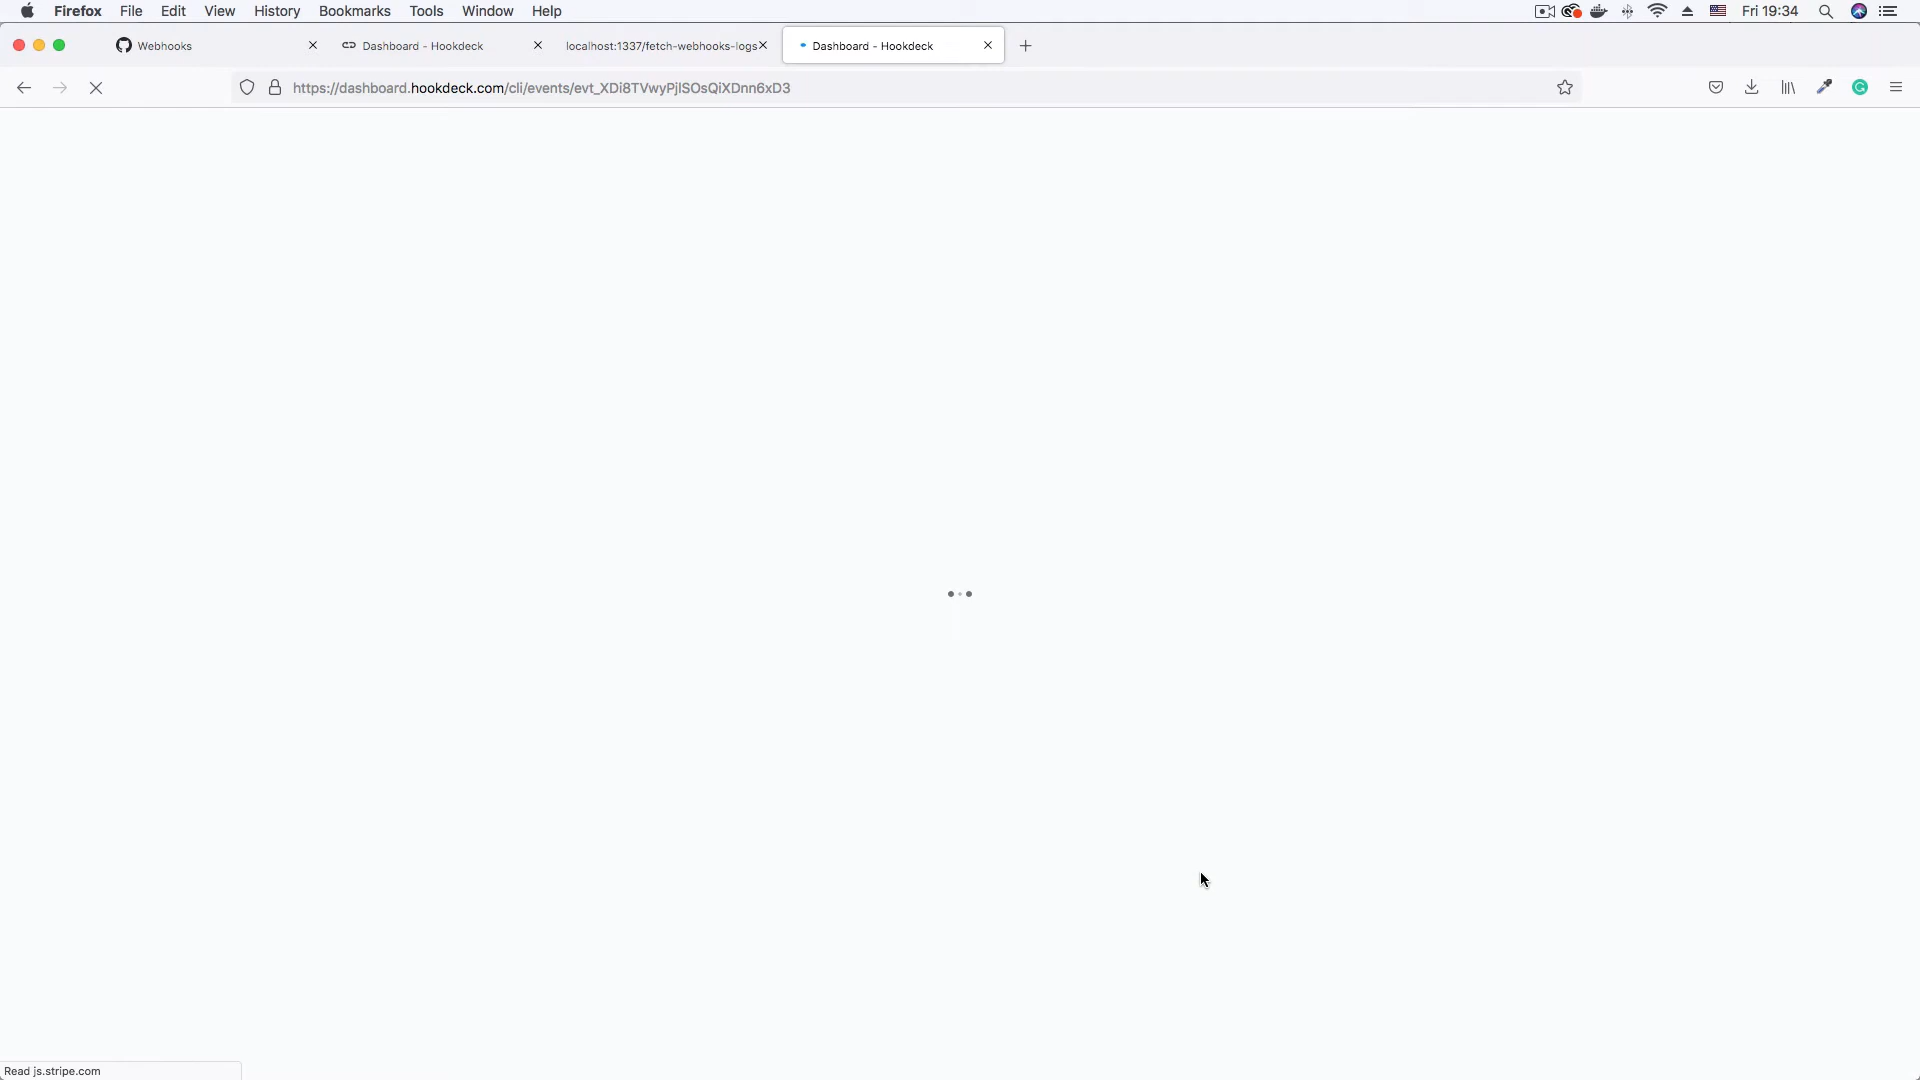 Firefox File Edit View History Bookmarks Tools Window Help Fri 19:34
Webhooks Dashboard - Hookdeck localhost:1337/fetch-webhooks-logs Dashboard - Hookdeck
https://dashboard.hookdeck.com/cli/events/evt_XDi8TVwyPjlSOsQiXDnn6xD3
Read js.stripe.com